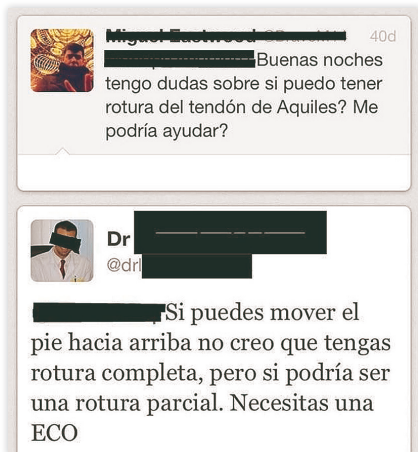 40d
Buenas noches
tengo dudas sobre si puedo tener
rotura del tendón de Aquiles? Me
podría ayudar?
Dr
@drl
Si puedes mover el
pie hacia arriba no creo que tengas
rotura completa, pero si podría ser
una rotura parcial. Necesitas una
ECO